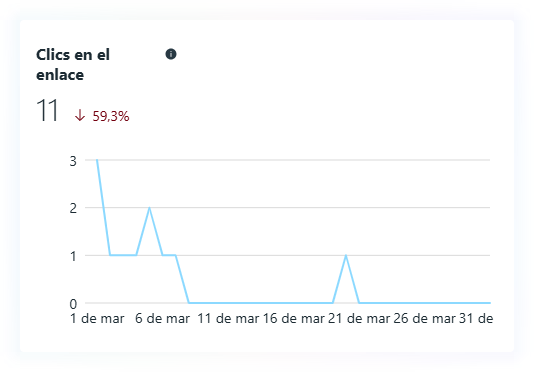 Clics en el
enlace
11 ↓ 59,3%
3
2
1
0
1 de mar 6 de mar 11 de mar 16 de mar 21 de mar 26 de mar 31 de